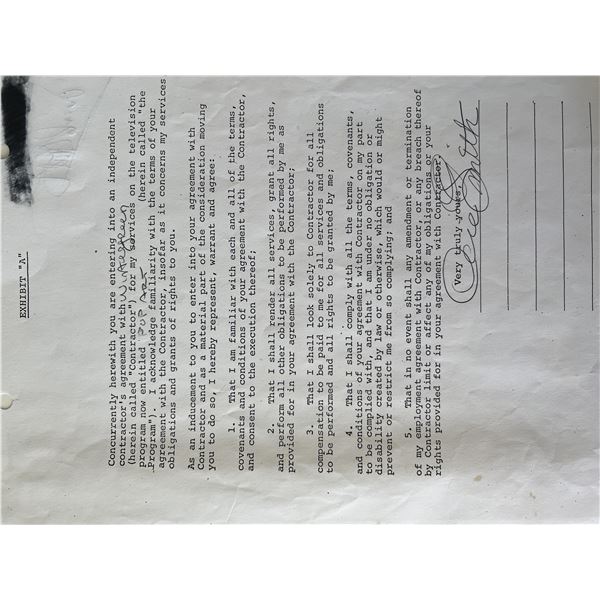 EXHIBIT "A"
Concurrently herewith you are entering into an independent
contractor's agreement with
(herein called "Contractor") for my services on the television
program now entitled (herein called "the
Program"). I acknowledge familiarity with the terms of your
agreement with the Contractor, insofar as it concerns my services
obligations and grants of rights to you.
As an inducement to you to enter into your agreement with
Contractor and as a material part of the consideration moving
you to do so, I hereby represent, warrant and agree:
1. That I am familiar with each and all of the terms,
covenants and conditions of your agreement with the Contractor,
and consent to the execution thereof;
2. That I shall render all services, grant all rights,
and perform all other obligations to be performed by me as
provided for in your agreement with the Contractor;
3. That I shall look solely to Contractor for all
compensation to be paid to me for all services and obligations
to be performed and all rights to be granted by me;
4. That I shall comply with all the terms, covenants,
and conditions of your agreement with Contractor on my part
to be complied with, and that I am under no obligation or
disability created by law or otherwise, which would or might
prevent or restrict me from so complying; and
5. That in no event shall any amendment or termination
of my employment agreement with Contractor, or any breach thereof
by Contractor limit or affect any of my obligations or your
rights provided for in your agreement with Contractor.
Very truly yours,
Smith